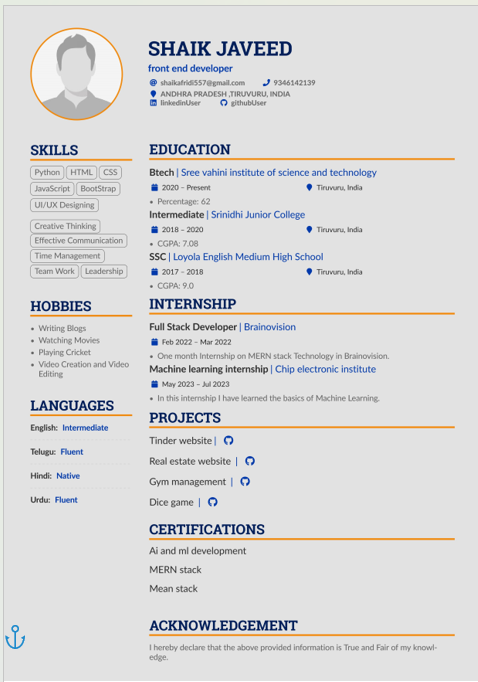 SHAIK JAVEED
front end developer
shaikafridi557@gmail.com 9346142139
ANDHRA PRADESH ,TIRUVURU, INDIA
linkedinUser githubUser
SKILLS
Python HTML CSS
JavaScript BootStrap
UI/UX Designing
Creative Thinking
Effective Communication
Time Management
Team Work Leadership
HOBBIES
• Writing Blogs
• Watching Movies
• Playing Cricket
• Video Creation and Video
Editing
LANGUAGES
English: Intermediate
Telugu: Fluent
Hindi: Native
Urdu: Fluent
EDUCATION
Btech | Sree vahini institute of science and technology
2020 – Present Tiruvuru, India
• Percentage: 62
Intermediate | Srinidhi Junior College
2018 – 2020 Tiruvuru, India
• CGPA: 7.08
SSC | Loyola English Medium High School
2017 – 2018 Tiruvuru, India
• CGPA: 9.0
INTERNSHIP
Full Stack Developer | Brainovision
Feb 2022 – Mar 2022
• One month Internship on MERN stack Technology in Brainovision.
Machine learning internship | Chip electronic institute
May 2023 – Jul 2023
• In this internship I have learned the basics of Machine Learning.
PROJECTS
Tinder website |
Real estate website |
Gym management |
Dice game |
CERTIFICATIONS
Ai and ml development
MERN stack
Mean stack
ACKNOWLEDGEMENT
I hereby declare that the above provided information is True and Fair of my knowl-
edge.